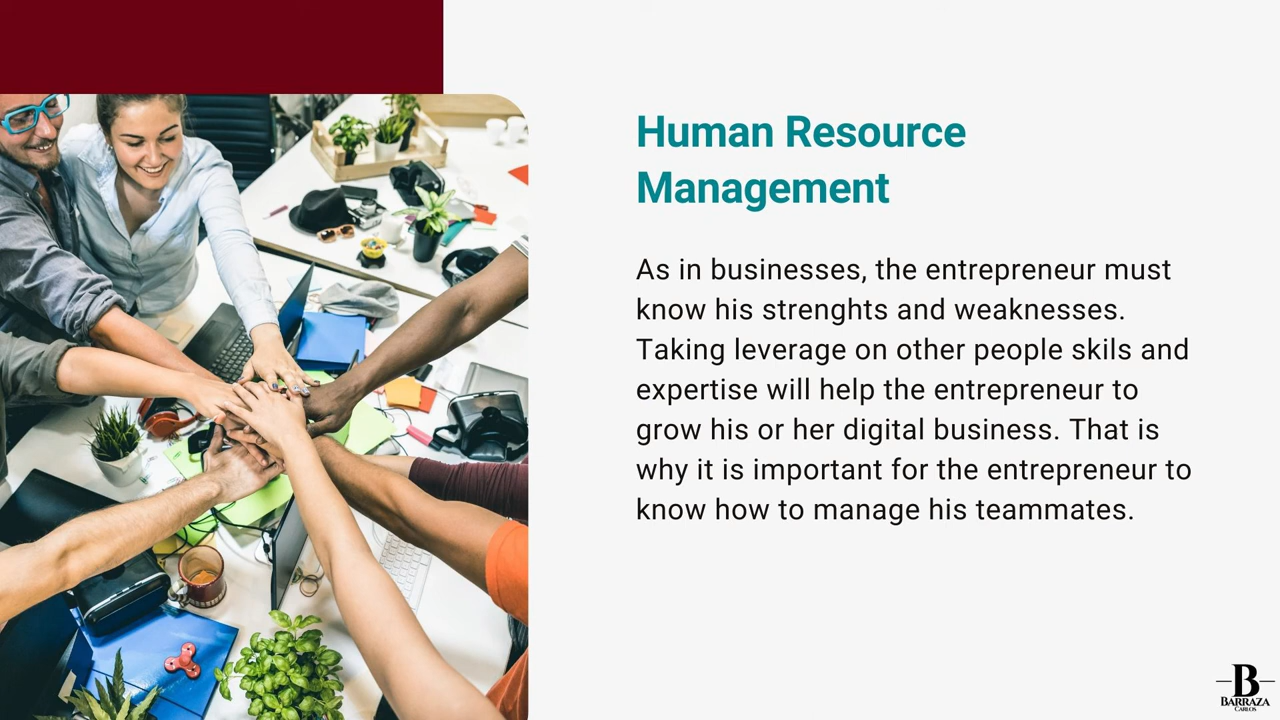 Human Resource
Management
As in businesses, the entrepreneur must
know his strenghts and weaknesses.
Taking leverage on other people skils and
expertise will help the entrepreneur to
grow his or her digital business. That is
why it is important for the entrepreneur to
know how to manage his teammates.
B
BARRAZA
CARLOS